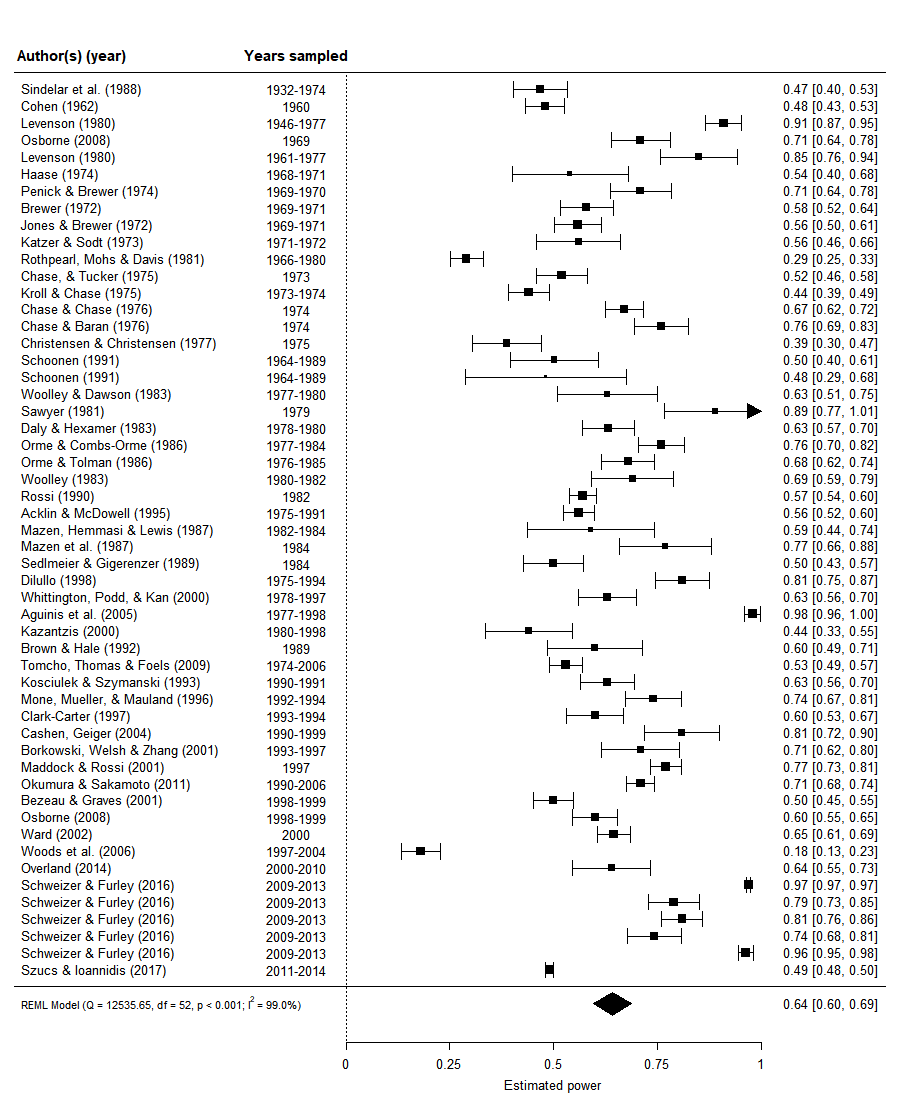 Author(s) (year) Years sampled
Sindelar et al. (1988) 1932-1974 0.47 [0.40, 0.53]
Cohen (1962) 1960 0.48 [0.43, 0.53]
Levenson (1980) 1946-1977 0.91 [0.87, 0.95]
Osborne (2008) 1969 0.71 [0.64, 0.78]
Levenson (1980) 1961-1977 0.85 [0.76, 0.94]
Haase (1974) 1968-1971 0.54 [0.40, 0.68]
Penick & Brewer (1974) 1969-1970 0.71 [0.64, 0.78]
Brewer (1972) 1969-1971 0.58 [0.52, 0.64]
Jones & Brewer (1972) 1969-1971 0.56 [0.50, 0.61]
Katzer & Sodt (1973) 1971-1972 0.56 [0.46, 0.66]
Rothpearl, Mohs & Davis (1981) 1966-1980 0.29 [0.25, 0.33]
Chase, & Tucker (1975) 1973 0.52 [0.46, 0.58]
Kroll & Chase (1975) 1973-1974 0.44 [0.39, 0.49]
Chase & Chase (1976) 1974 0.67 [0.62, 0.72]
Chase & Baran (1976) 1974 0.76 [0.69, 0.83]
Christensen & Christensen (1977) 1975 0.39 [0.30, 0.47]
Schoonen (1991) 1964-1989 0.50 [0.40, 0.61]
Schoonen (1991) 1964-1989 0.48 [0.29, 0.68]
Woolley & Dawson (1983) 1977-1980 0.63 [0.51, 0.75]
Sawyer (1981) 1979 0.89 [0.77, 1.01]
Daly & Hexamer (1983) 1978-1980 0.63 [0.57, 0.70]
Orme & Combs-Orme (1986) 1977-1984 0.76 [0.70, 0.82]
Orme & Tolman (1986) 1976-1985 0.68 [0.62, 0.74]
Woolley (1983) 1980-1982 0.69 [0.59, 0.79]
Rossi (1990) 1982 0.57 [0.54, 0.60]
Acklin & McDowell (1995) 1975-1991 0.56 [0.52, 0.60]
Mazen, Hemmasi & Lewis (1987) 1982-1984 0.59 [0.44, 0.74]
Mazen et al. (1987) 1984 0.77 [0.66, 0.88]
Sedlmeier & Gigerenzer (1989) 1984 0.50 [0.43, 0.57]
Dilullo (1998) 1975-1994 0.81 [0.75, 0.87]
Whittington, Podd, & Kan (2000) 1978-1997 0.63 [0.56, 0.70]
Aguinis et al. (2005) 1977-1998 0.98 [0.96, 1.00]
Kazantzis (2000) 1980-1998 0.44 [0.33, 0.55]
Brown & Hale (1992) 1989 0.60 [0.49, 0.71]
Tomcho, Thomas & Foels (2009) 1974-2006 0.53 [0.49, 0.57]
Kosciulek & Szymanski (1993) 1990-1991 0.63 [0.56, 0.70]
Mone, Mueller, & Mauland (1996) 1992-1994 0.74 [0.67, 0.81]
Clark-Carter (1997) 1993-1994 0.60 [0.53, 0.67]
Cashen, Geiger (2004) 1990-1999 0.81 [0.72, 0.90]
Borkowski, Welsh & Zhang (2001) 1993-1997 0.71 [0.62, 0.80]
Maddock & Rossi (2001) 1997 0.77 [0.73, 0.81]
Okumura & Sakamoto (2011) 1990-2006 0.71 [0.68, 0.74]
Bezeau & Graves (2001) 1998-1999 0.50 [0.45, 0.55]
Osborne (2008) 1998-1999 0.60 [0.55, 0.65]
Ward (2002) 2000 0.65 [0.61, 0.69]
Woods et al. (2006) 1997-2004 0.18 [0.13, 0.23]
Overland (2014) 2000-2010 0.64 [0.55, 0.73]
Schweizer & Furley (2016) 2009-2013 0.97 [0.97, 0.97]
Schweizer & Furley (2016) 2009-2013 0.79 [0.73, 0.85]
Schweizer & Furley (2016) 2009-2013 0.81 [0.76, 0.86]
Schweizer & Furley (2016) 2009-2013 0.74 [0.68, 0.81]
Schweizer & Furley (2016) 2009-2013 0.96 [0.95, 0.98]
Szucs & Ioannidis (2017) 2011-2014 0.49 [0.48, 0.50]
REML Model (Q = 12535.65, df = 52, p < 0.001; I² = 99.0%) 0.64 [0.60, 0.69]
0 0.25 0.5 0.75 1
Estimated power